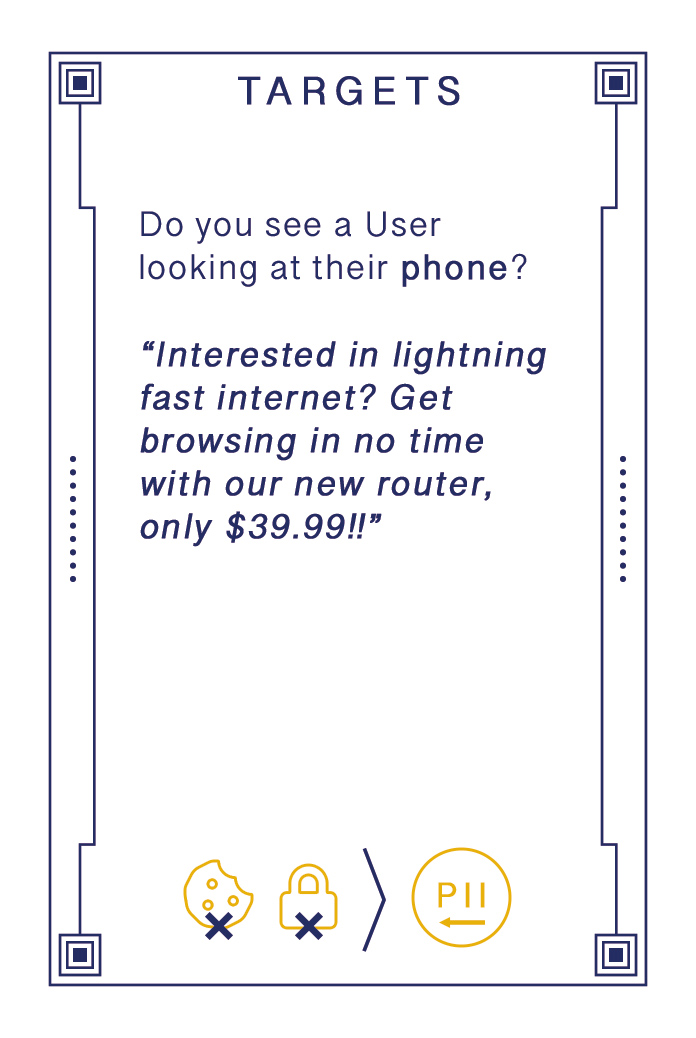 TARGETS
Do you see a User
looking at their phone?
“Interested in lightning
fast internet? Get
browsing in no time
with our new router,
only $39.99!!”
PII